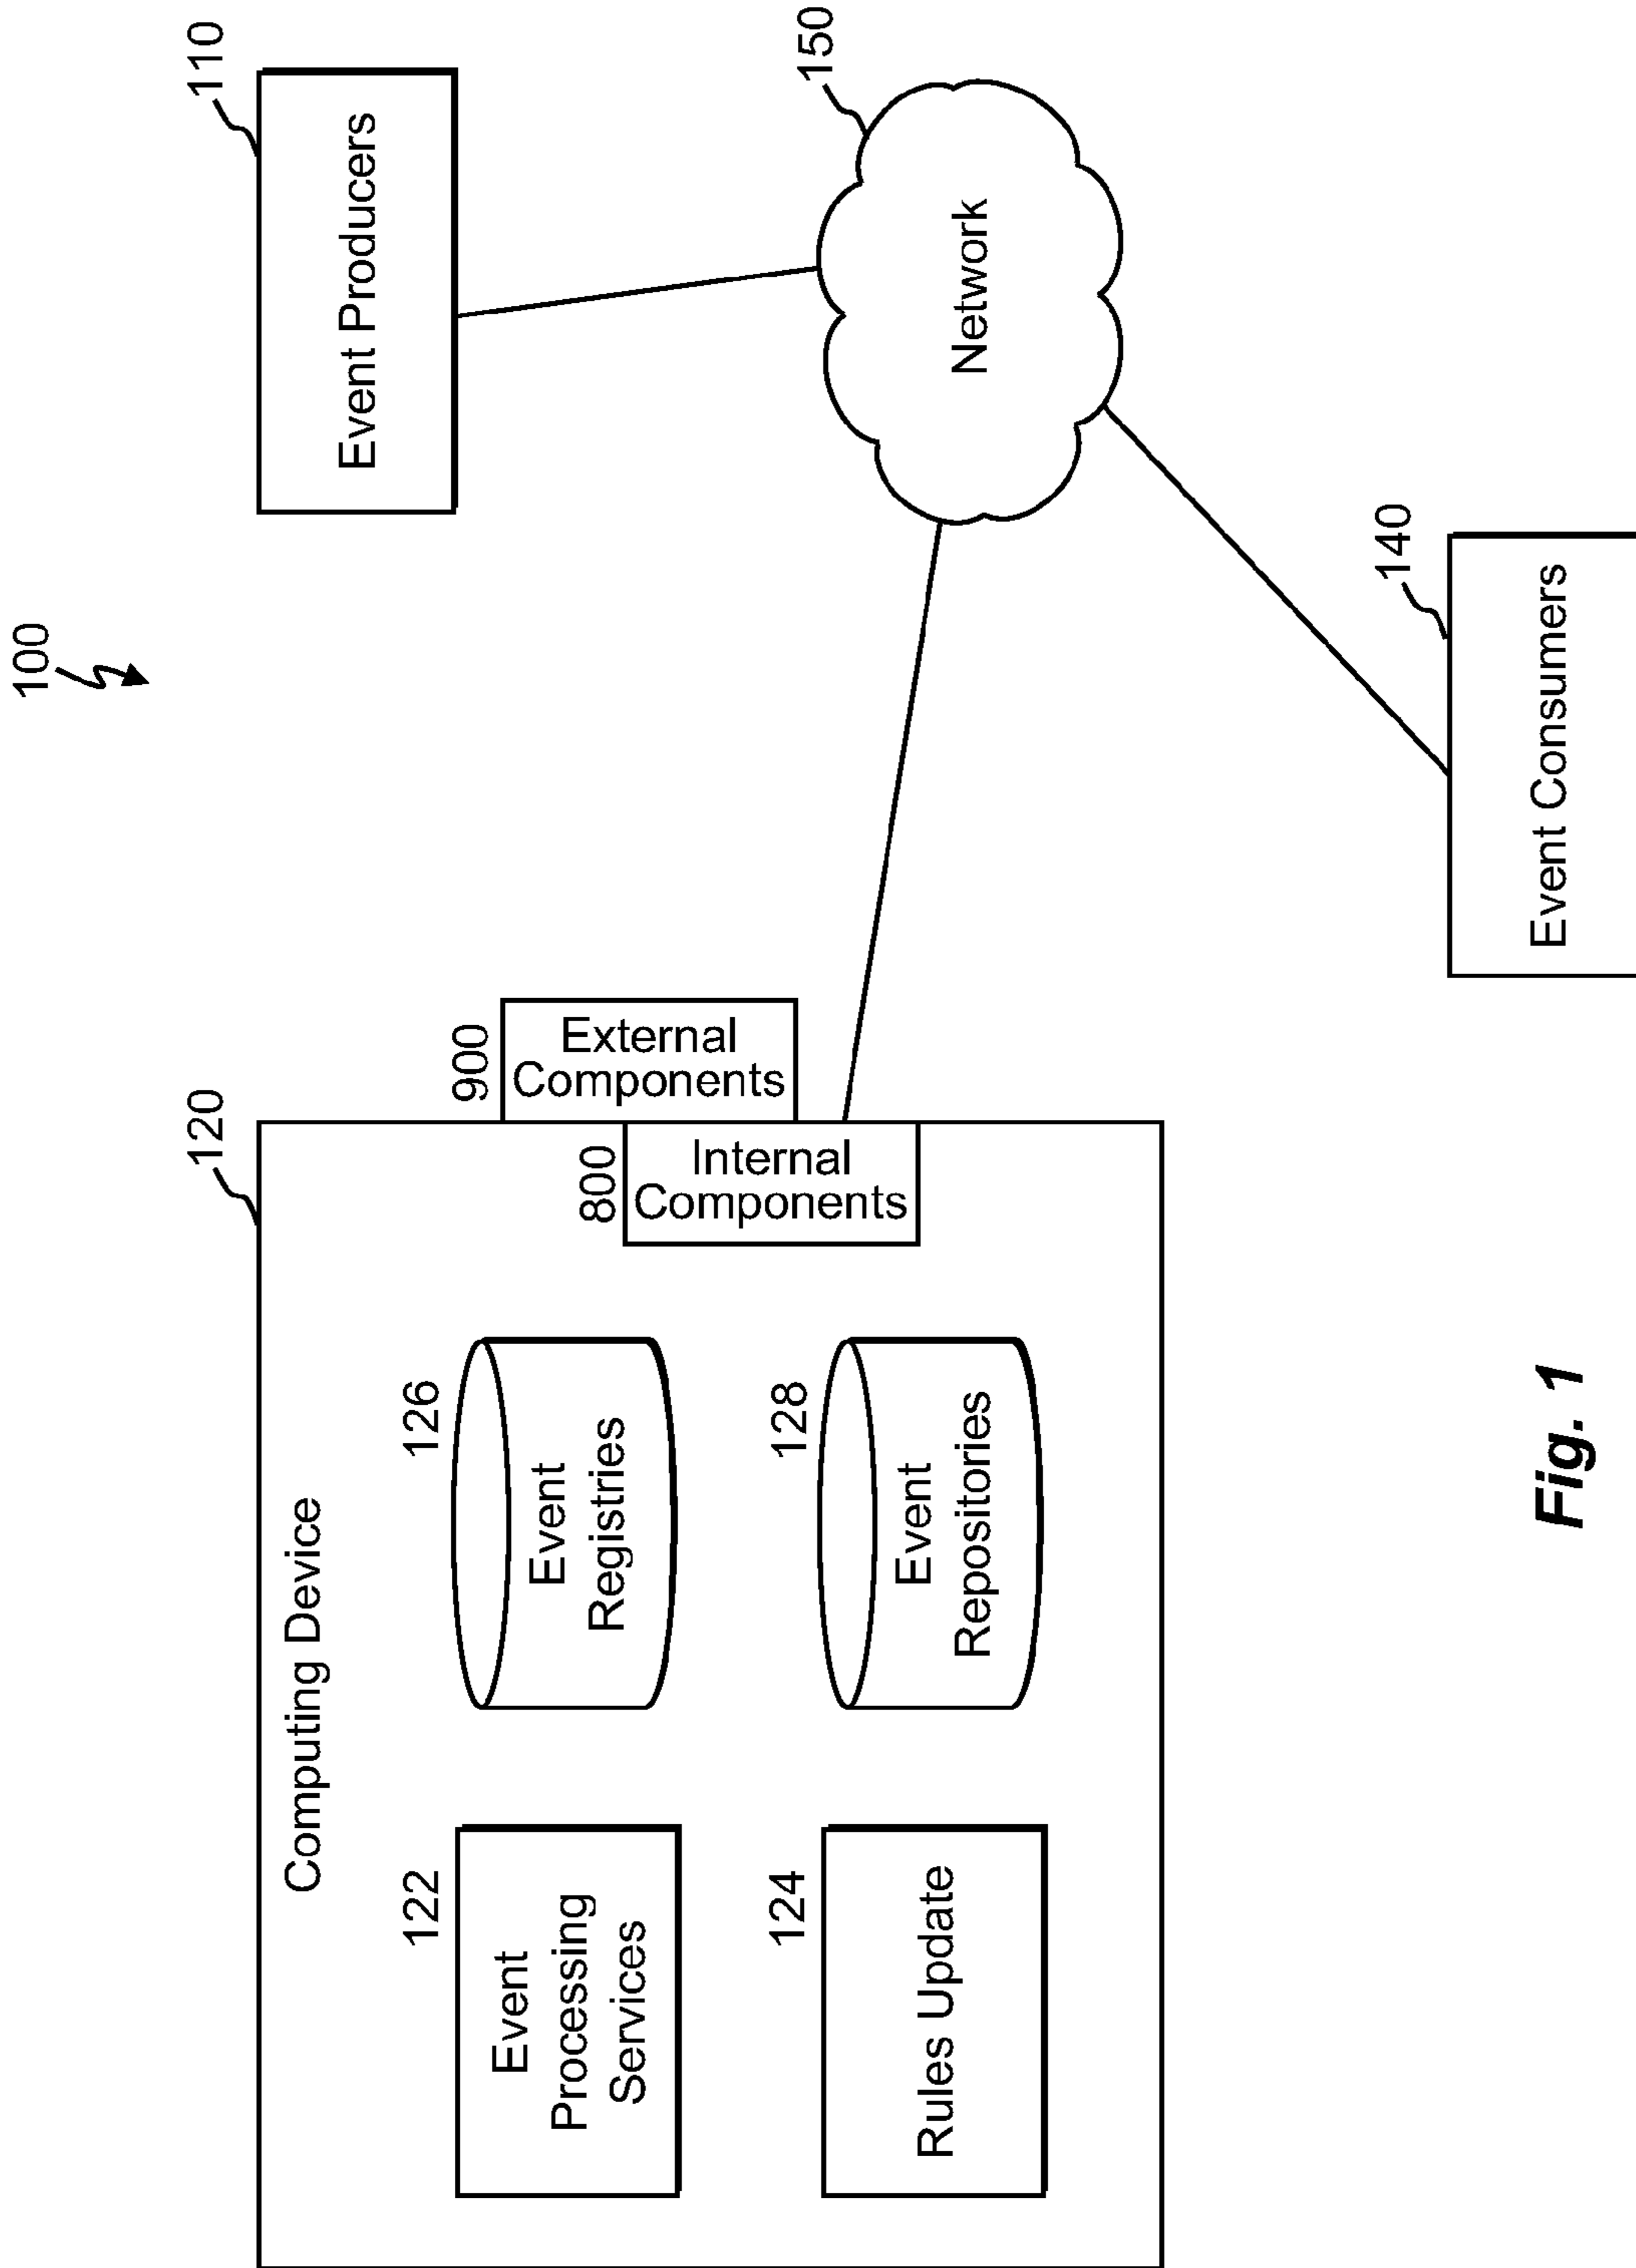 100
120
Computing Device
122
Event
Processing
Services
126
Event
Registries
900
External
Components
800
Internal
Components
124
Rules Update
128
Event
Repositories
110
Event Producers
150
Network
140
Event Consumers
Fig. 1